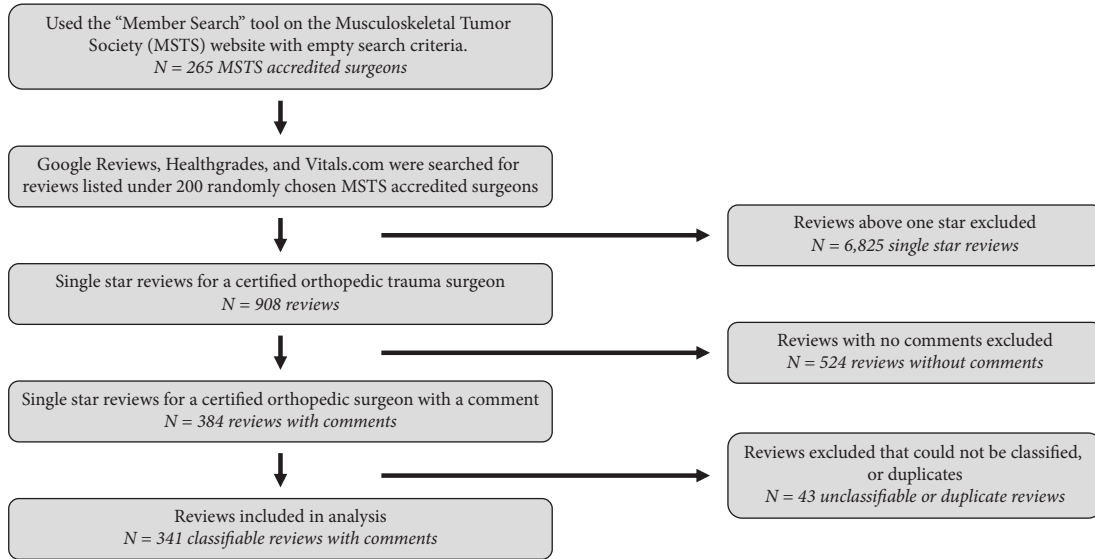 Used the “Member Search” tool on the Musculoskeletal Tumor
Society (MSTS) website with empty search criteria.
N = 265 MSTS accredited surgeons
Google Reviews, Healthgrades, and Vitals.com were searched for
reviews listed under 200 randomly chosen MSTS accredited surgeons
Reviews above one star excluded
N = 6,825 single star reviews
Single star reviews for a certified orthopedic trauma surgeon
N = 908 reviews
Reviews with no comments excluded
N = 524 reviews without comments
Single star reviews for a certified orthopedic surgeon with a comment
N = 384 reviews with comments
Reviews excluded that could not be classified,
or duplicates
N = 43 unclassifiable or duplicate reviews
Reviews included in analysis
N = 341 classifiable reviews with comments